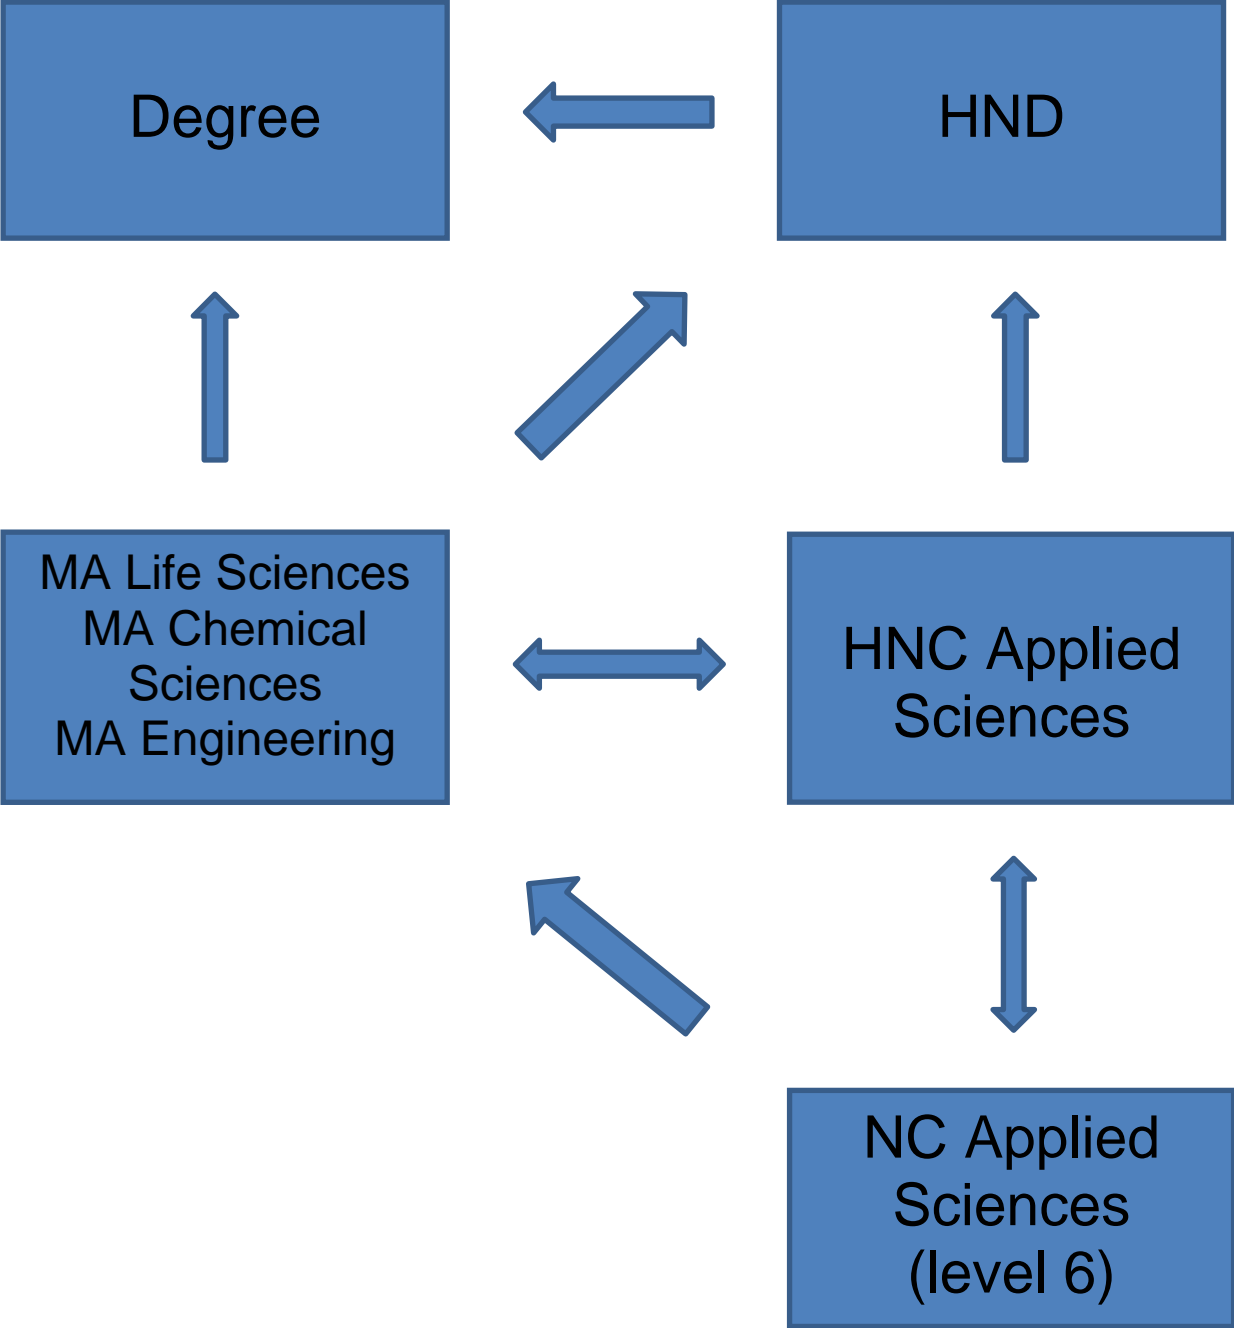 Degree
HND
MA Life Sciences
MA Chemical
Sciences
MA Engineering
HNC Applied
Sciences
NC Applied
Sciences
(level 6)